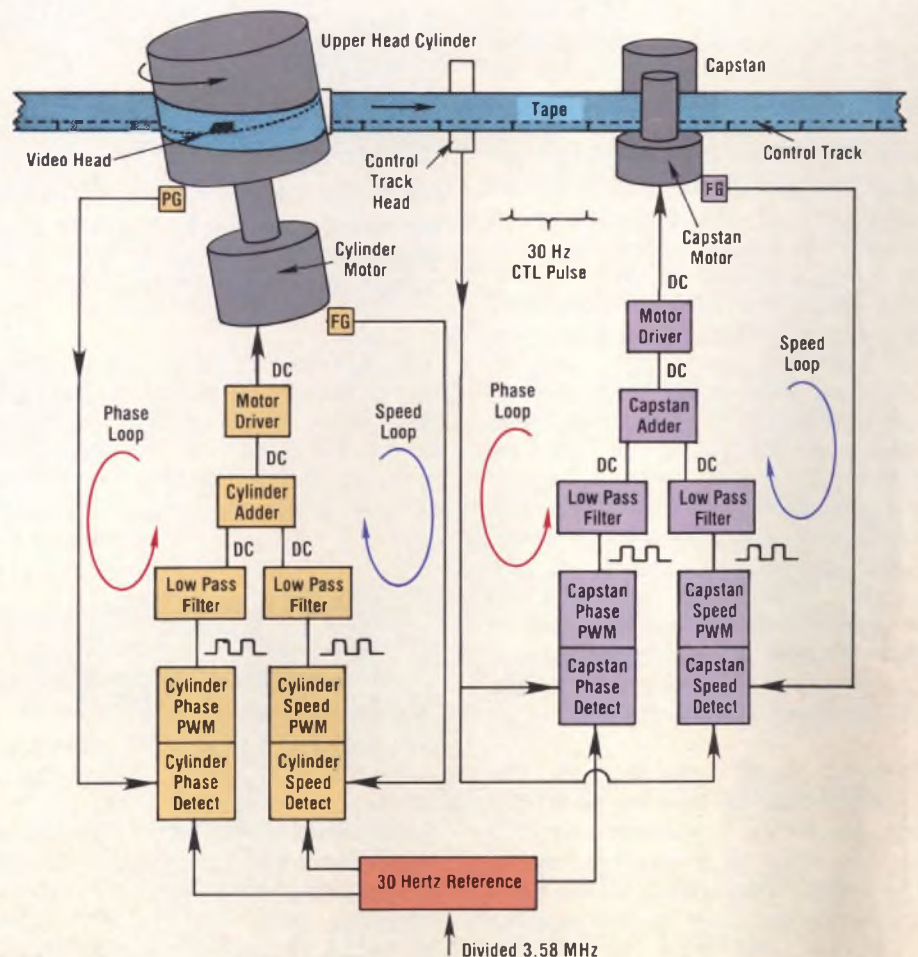 Upper Head Cylinder
Capstan
Tape
Video Head
Control
Track
Head
Control Track
PG
FG
Cylinder
Motor
30 Hz
CTL Pulse
Capstan
Motor
FG
DC
DC
Motor
Driver
Motor
Driver
Phase
Loop
Speed
Loop
Phase
Loop
Speed
Loop
DC
DC
Cylinder
Adder
Capstan
Adder
DC
DC
DC
DC
Low Pass
Filter
Low Pass
Filter
Low Pass
Filter
Low Pass
Filter
Cylinder
Phase
PWM
Cylinder
Speed
PWM
Capstan
Phase
PWM
Capstan
Speed
PWM
Cylinder
Phase
Detect
Cylinder
Speed
Detect
Capstan
Phase
Detect
Capstan
Speed
Detect
30 Hertz Reference
Divided 3.58 MHz